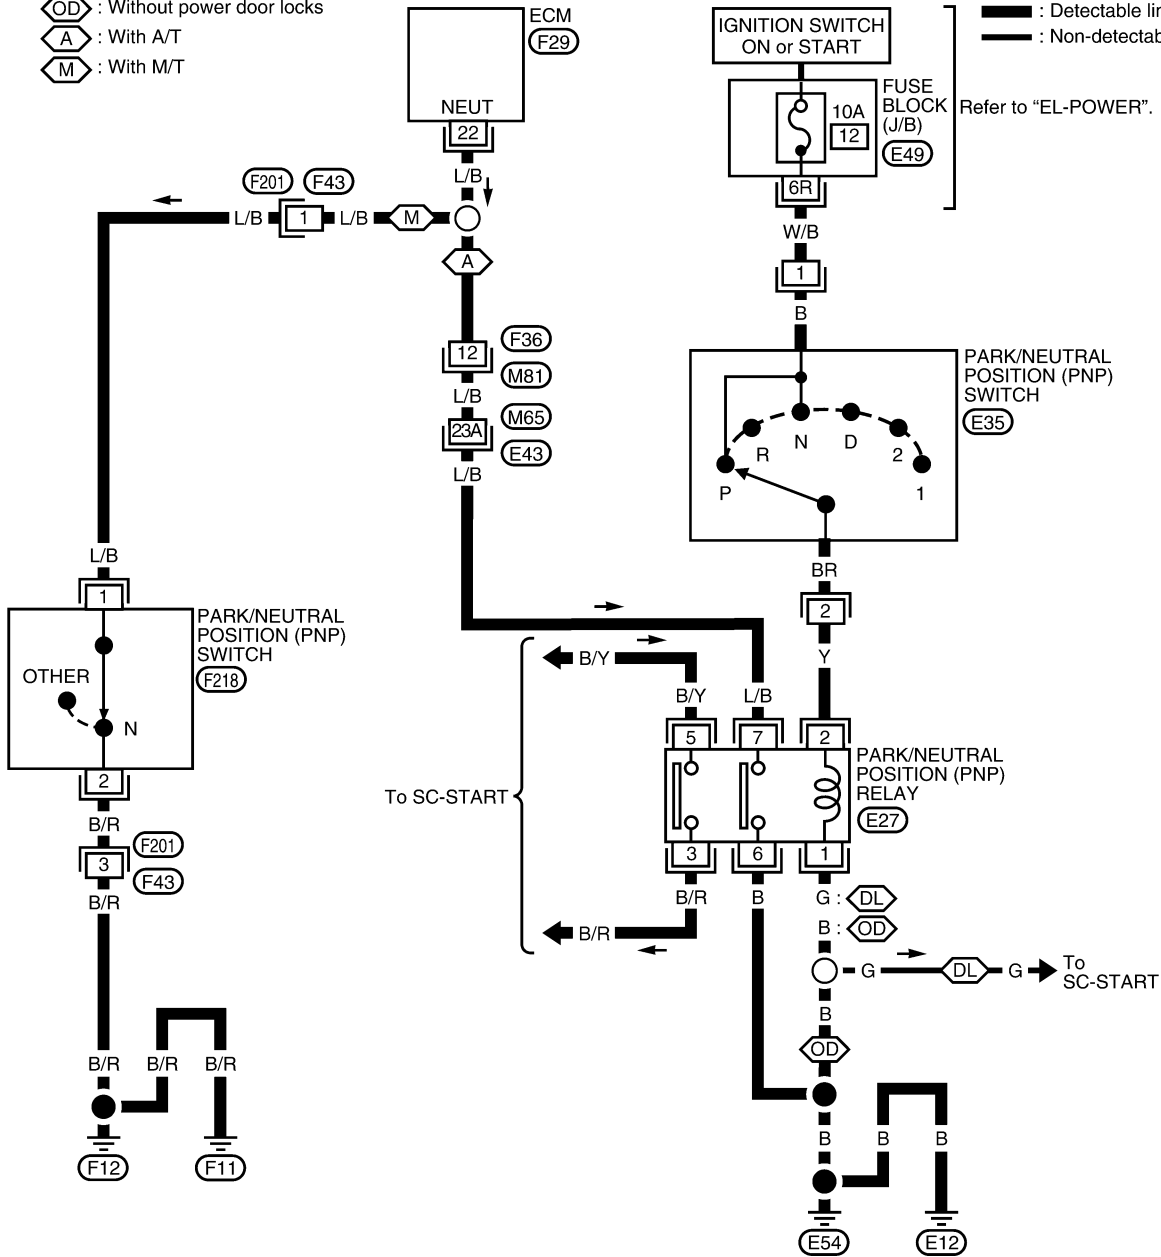 OD : Without power door locks
A : With A/T
M : With M/T
ECM
F29
NEUT
22
L/B
IGNITION SWITCH
ON or START
FUSE
BLOCK
(J/B)
E49
10A
12
6R
Refer to "EL-POWER".
: Detectable li
: Non-detectab
W/B
1
B
F201 F43
L/B 1 L/B M
A
12
F36
M81
L/B
23A
M65
E43
L/B
PARK/NEUTRAL
POSITION (PNP)
SWITCH
E35
P R N D 2 1
BR
2
Y
L/B
1
PARK/NEUTRAL
POSITION (PNP)
SWITCH
F218
OTHER
N
2
B/R
3
F201
F43
B/R
B/R B/R B/R
F12 F11
B/Y
B/Y L/B
5 7 2
PARK/NEUTRAL
POSITION (PNP)
RELAY
E27
To SC-START
3 6 1
B/R B G : DL
B : OD
B/R
G DL G
To
SC-START
B
OD
B B B
E54 E12